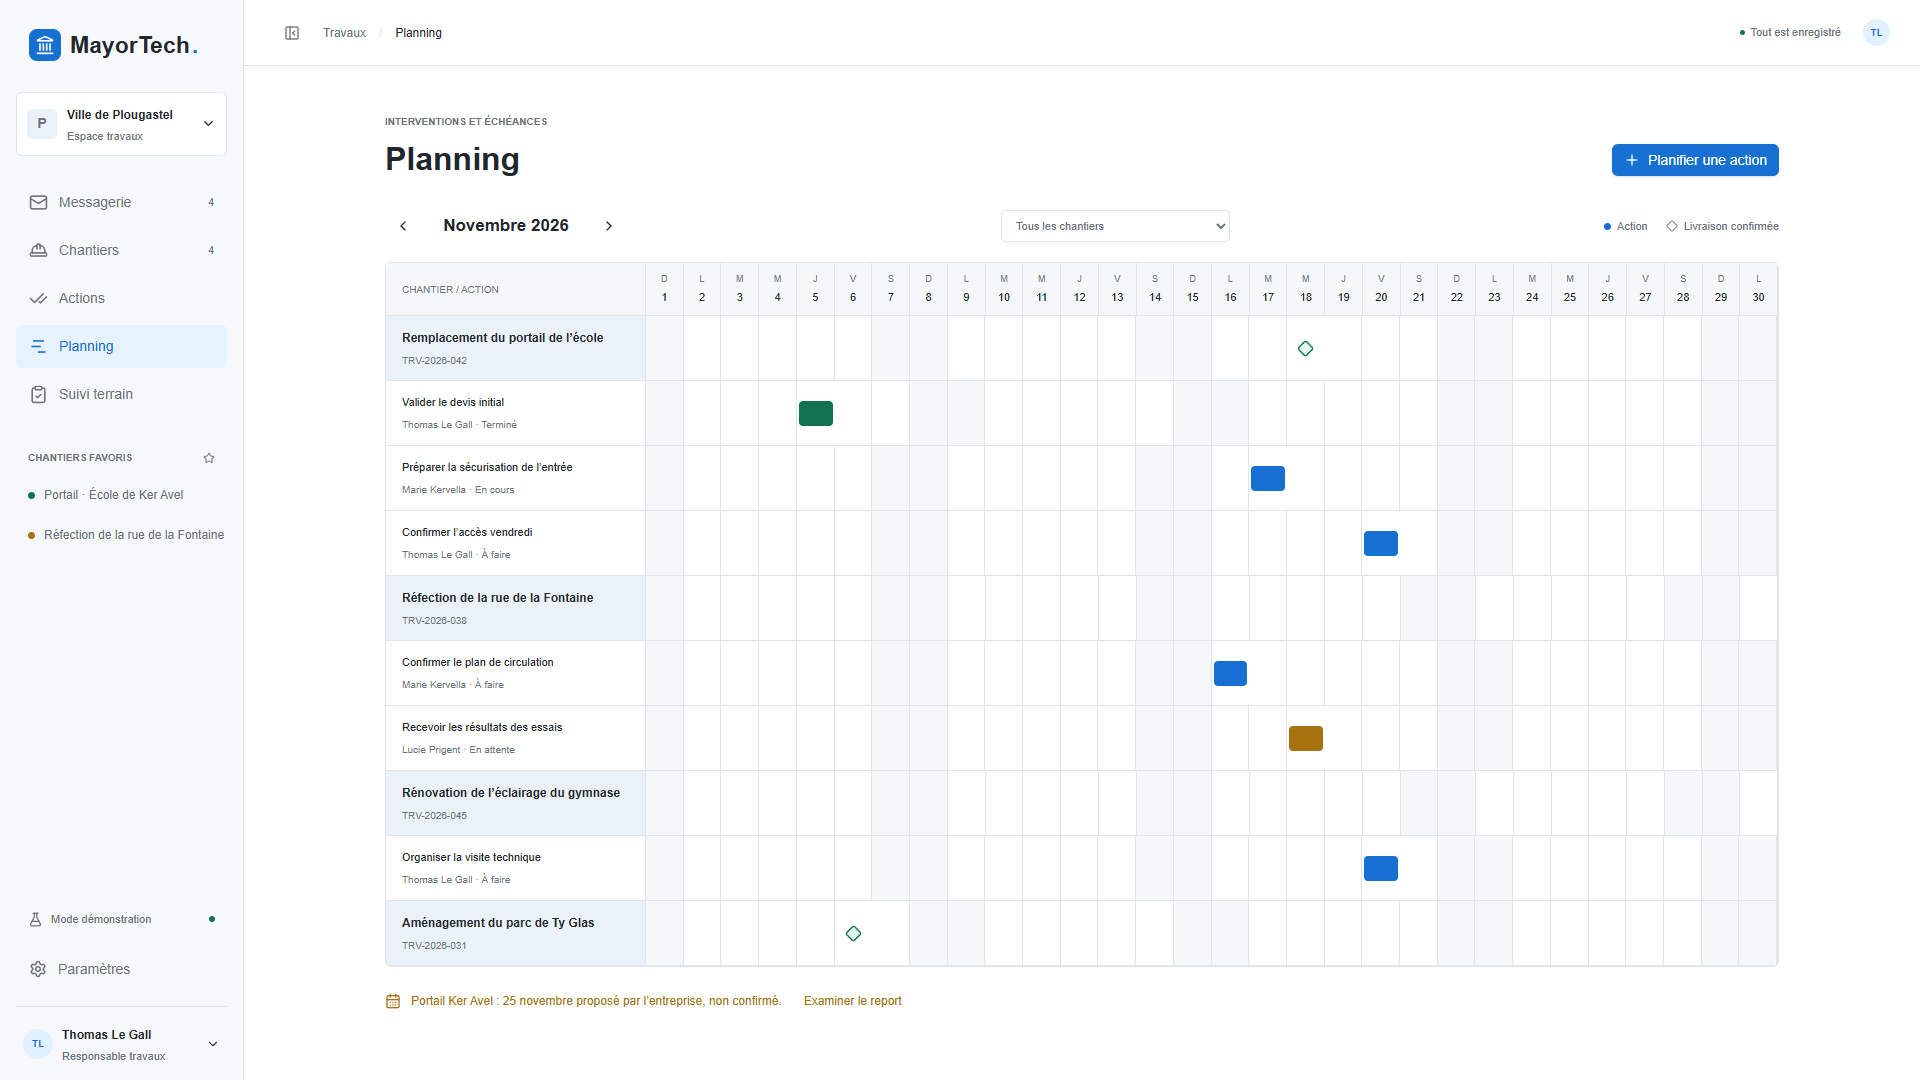 MayorTech.
P
Ville de Plougastel
Espace travaux
Messagerie 4
Chantiers 4
Actions
Planning
Suivi terrain
CHANTIERS FAVORIS
Portail · École de Ker Avel
Réfection de la rue de la Fontaine
Mode démonstration
Paramètres
TL
Thomas Le Gall
Responsable travaux
Travaux / Planning
Tout est enregistré
TL
INTERVENTIONS ET ÉCHÉANCES
Planning
Planifier une action
Novembre 2026
Tous les chantiers
Action
Livraison confirmée
CHANTIER / ACTION
D L M M J V S D L M M J V S D L M M J V S D L M M J V S D L
1 2 3 4 5 6 7 8 9 10 11 12 13 14 15 16 17 18 19 20 21 22 23 24 25 26 27 28 29 30
Remplacement du portail de l’école
TRV-2026-042
Valider le devis initial
Thomas Le Gall · Terminé
Préparer la sécurisation de l’entrée
Marie Kervella · En cours
Confirmer l’accès vendredi
Thomas Le Gall · À faire
Réfection de la rue de la Fontaine
TRV-2026-038
Confirmer le plan de circulation
Marie Kervella · À faire
Recevoir les résultats des essais
Lucie Prigent · En attente
Rénovation de l’éclairage du gymnase
TRV-2026-045
Organiser la visite technique
Thomas Le Gall · À faire
Aménagement du parc de Ty Glas
TRV-2026-031
Portail Ker Avel : 25 novembre proposé par l’entreprise, non confirmé. Examiner le report